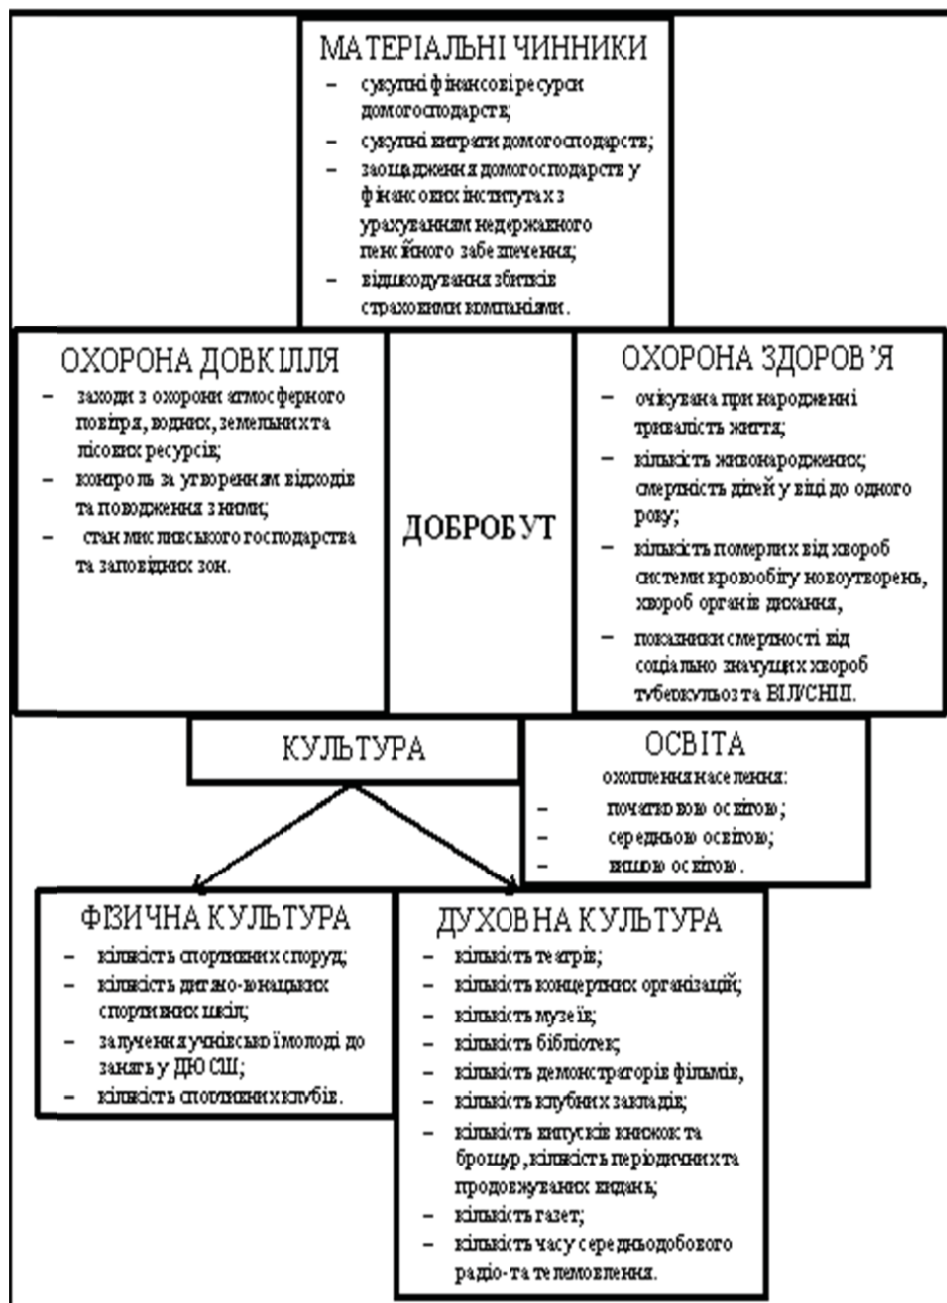 МАТЕРІАЛЬНІ ЧИННИКИ
– сукупні фінансові ресурси
домогосподарств;
– сукупні витрати домогосподарств;
– заощадження домогосподарств у
фінансових інститутах з
урахуванням недержавного
пенсійного забезпечення;
– відшкодування збитків
страховими компаніями.
ОХОРОНА ДОВКІЛЛЯ
– заходи з охорони атмосферного
повітря, водних, земельних та
лісових ресурсів;
– контроль за утворенням відходів
та поводження з ними;
– стан мисливського господарства
та заповідних зон.
ДОБРОБУТ
ОХОРОНА ЗДОРОВ'Я
– очікувана при народженні
тривалість життя;
– кількість живонароджених;
смертність дітей у віці до одного
року;
– кількість померлих від хвороб
системи кровообігу новоутворень,
хвороб органів дихання,
– показники смертності від
соціально значущих хвороб
туберкульоз та ВІЛ/СНІД.
КУЛЬТУРА
ОСВІТА
охоплення населення:
– початковою освітою;
– середньою освітою;
– вищою освітою.
ФІЗИЧНА КУЛЬТУРА
– кількість спортивних споруд;
– кількість дитячо-юнацьких
спортивних шкіл;
– залучення учнівської молоді до
занять у ДЮСШ;
– кількість спортивних клубів.
ДУХОВНА КУЛЬТУРА
– кількість театрів;
– кількість концертних організацій;
– кількість музеїв;
– кількість бібліотек;
– кількість демонстраторів фільмів,
– кількість клубних закладів;
– кількість випусків книжок та
брошур, кількість періодичних та
продовжуваних видань;
– кількість газет;
– кількість часу середньодобового
радіо- та телемовлення.